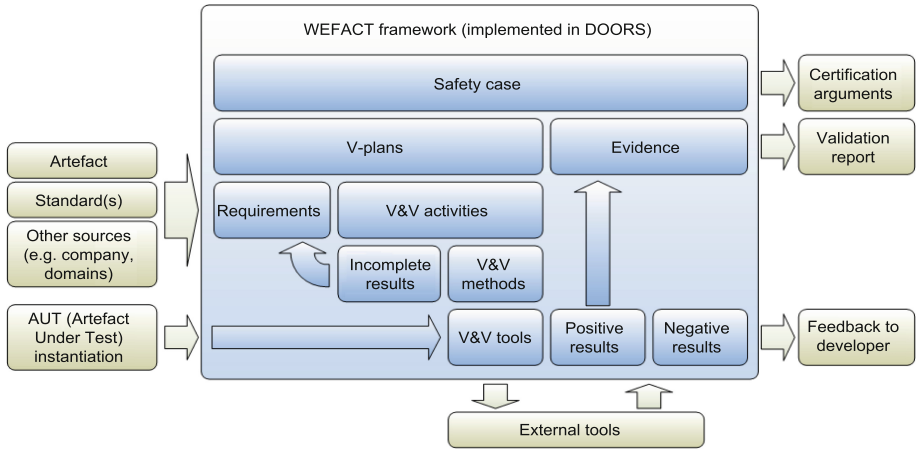 WEFACT framework (implemented in DOORS)
Safety case
Certification
arguments
V-plans
Evidence
Validation
report
Artefact
Standard(s)
Other sources
(e.g. company,
domains)
Requirements
V&V activities
Incomplete
results
V&V
methods
AUT (Artefact
Under Test)
instantiation
V&V tools
Positive
results
Negative
results
Feedback to
developer
External tools